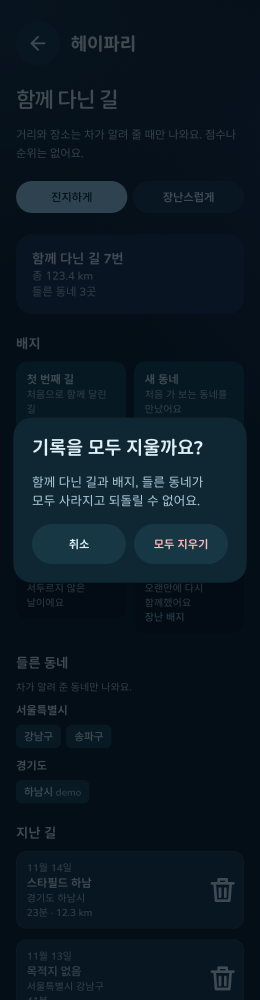 헤이파리
함께 다닌 길
거리와 장소는 차가 알려 줄 때만 나와요. 점수나
순위는 없어요.
진지하게
장난스럽게
함께 다닌 길 7번
총 123.4 km
들른 동네 3곳
배지
첫 번째 길
처음으로 함께 달린
길
새 동네
처음 가 보는 동네를
만났어요
기록을 모두 지울까요?
함께 다닌 길과 배지, 들른 동네가
모두 사라지고 되돌릴 수 없어요.
취소
모두 지우기
서두르지 않은
날이에요
오랜만에 다시
함께했어요
장난 배지
들른 동네
차가 알려 준 동네만 나와요.
서울특별시
강남구
송파구
경기도
하남시 demo
지난 길
11월 14일
스타필드 하남
경기도 하남시
23분 · 12.3 km
11월 13일
목적지 없음
서울특별시 강남구